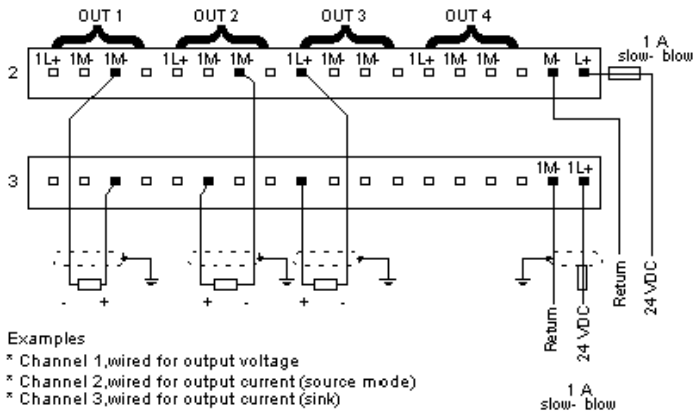 OUT 1 OUT 2 OUT 3 OUT 4
1 A
slow- blow
1L+ 1M- 1M- 1L+ 1M- 1M- 1L+ 1M- 1M- 1L+ 1M- 1M- M- L+
2
1M- 1L+
3
Return
24 VDC
Return
24 VDC
- + + - - +
Examples
* Channel 1,wired for output voltage
* Channel 2,wired for output current (source mode)
* Channel 3,wired for output current (sink)
1 A
slow- blow